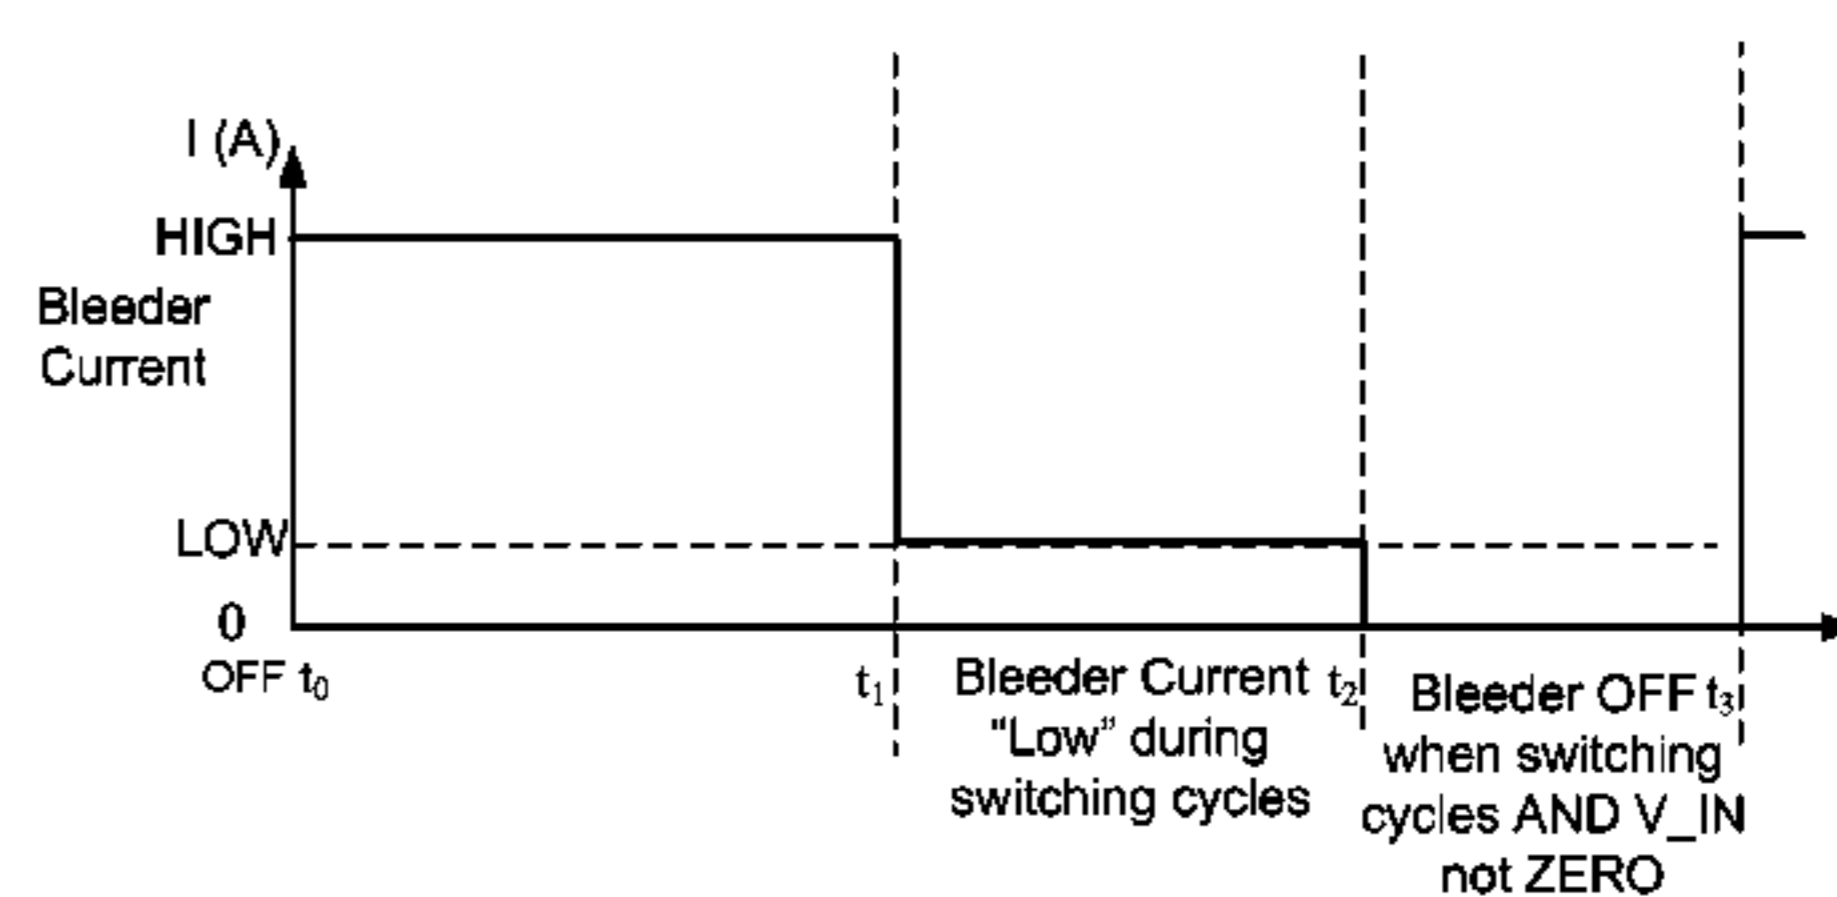 I (A)
HIGH
Bleeder
Current
LOW
0
OFF t₀
t₁
Bleeder Current
"Low" during
switching cycles
t₂
Bleeder OFF
when switching
cycles AND V_IN
not ZERO
t₃